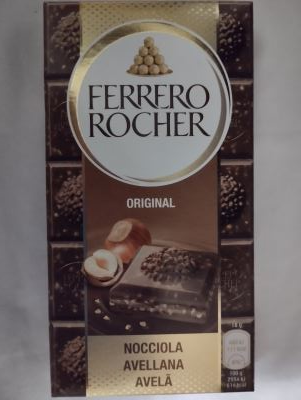 FERRERO
ROCHER
ORIGINAL
NOCCIOLA
AVELLANA
AVELÃ